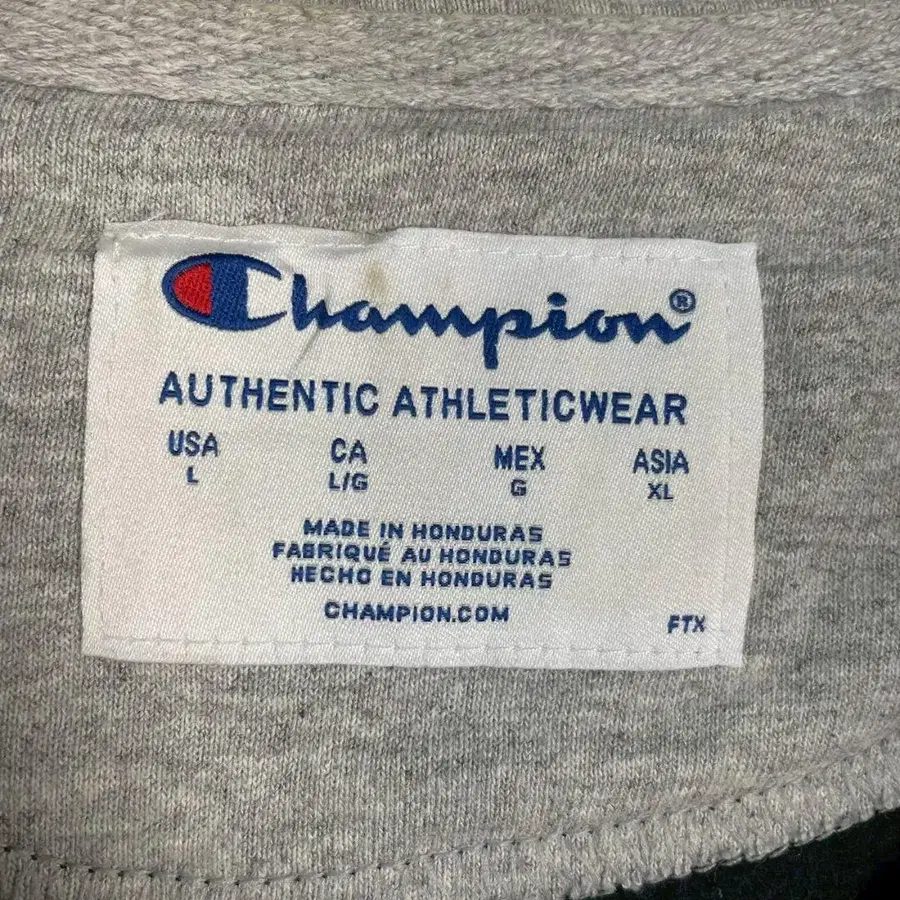 Champion®
AUTHENTIC ATHLETICWEAR
USA CA MEX ASIA
L L/G G XL
MADE IN HONDURAS
FABRIQUÉ AU HONDURAS
HECHO EN HONDURAS
CHAMPION.COM
FTX